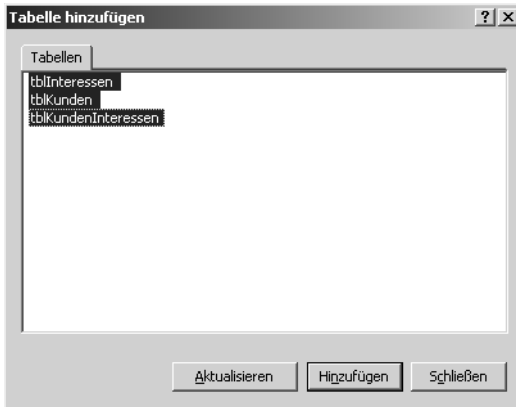 Tabelle hinzufügen
Tabellen
tblInteressen
tblKunden
tblKundenInteressen
Aktualisieren Hinzufügen Schließen